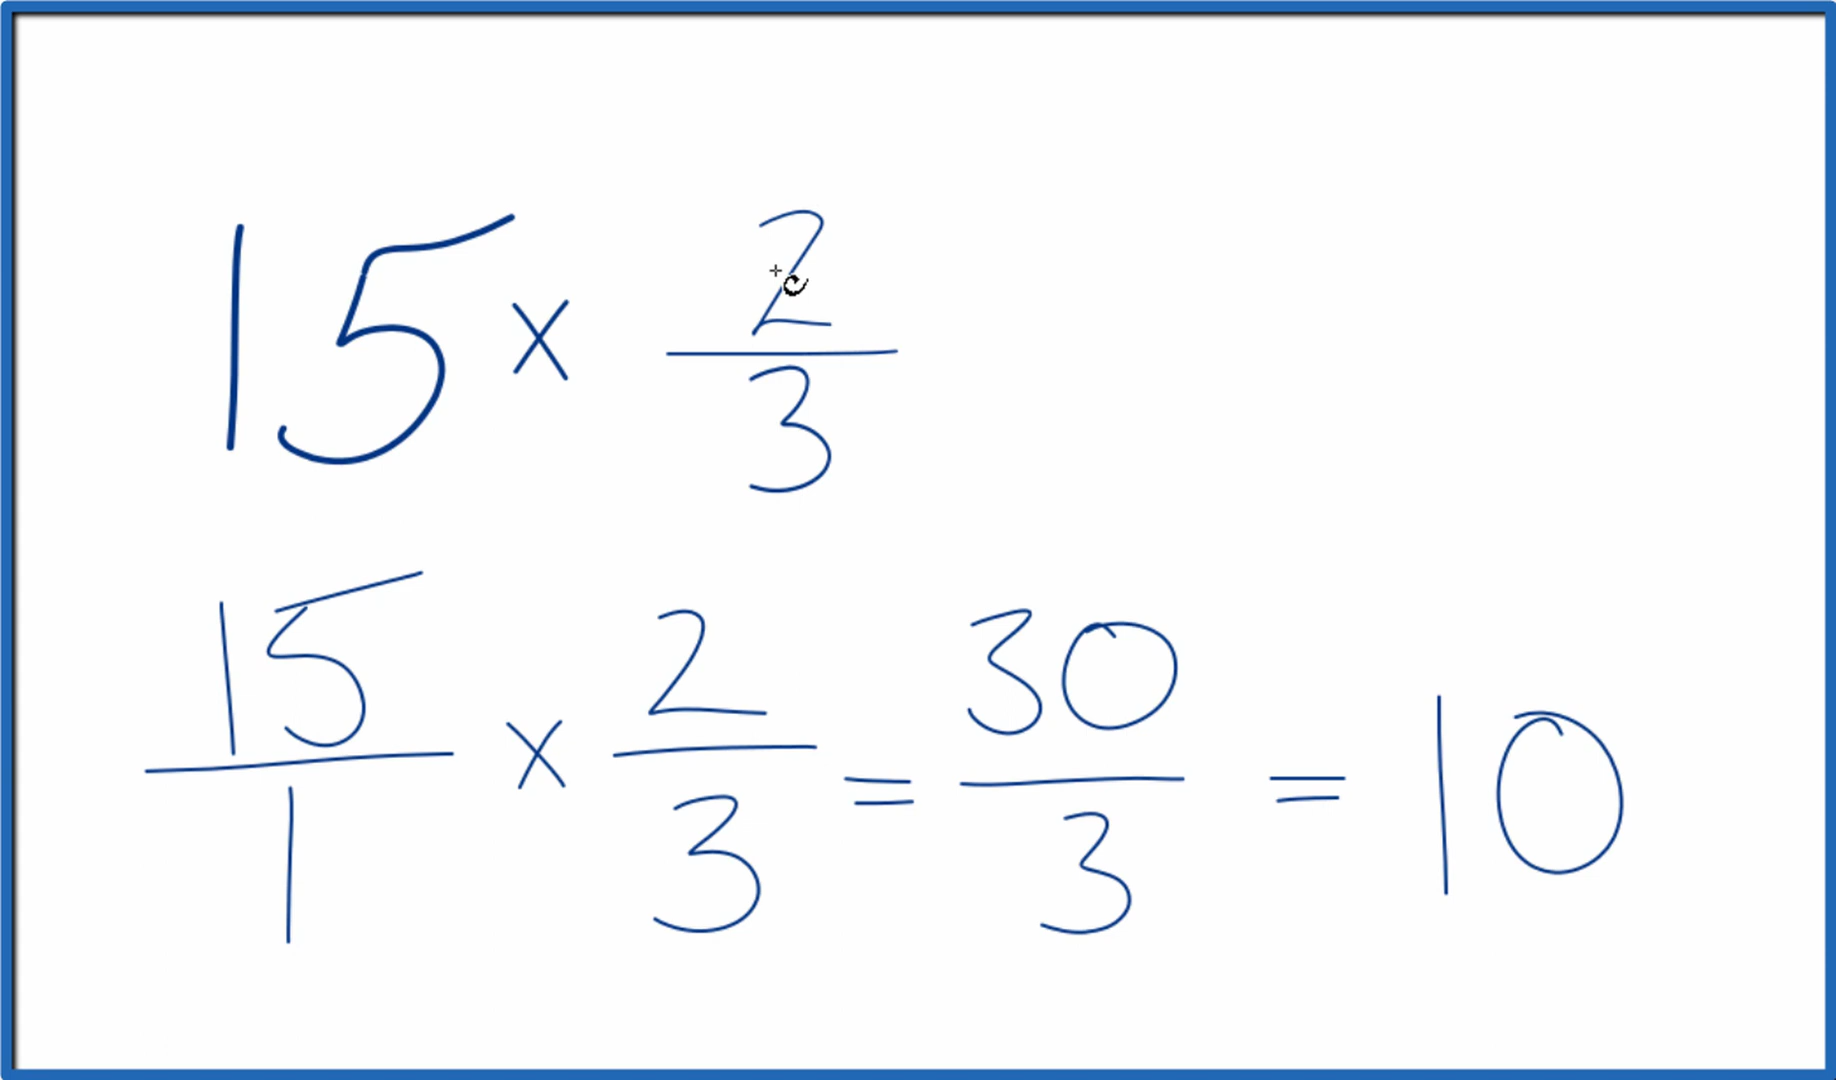 15 × 2/3
15/1 × 2/3 = 30/3 = 10